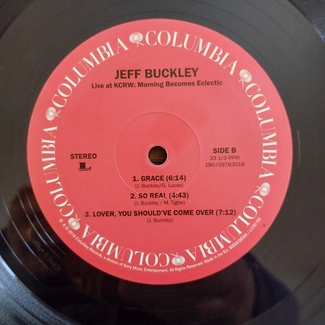 COLUMBIA COLUMBIA COLUMBIA COLUMBIA COLUMBIA COLUMBIA
JEFF BUCKLEY
Live at KCRW: Morning Becomes Eclectic
STEREO
SIDE B
33 1/3 RPM
1. GRACE (6:14)
(J. Buckley/G. Lucas)
2. SO REAL (4:43)
(J. Buckley / M. Tighe)
3. LOVER, YOU SHOULD'VE COME OVER (7:12)
(J. Buckley)